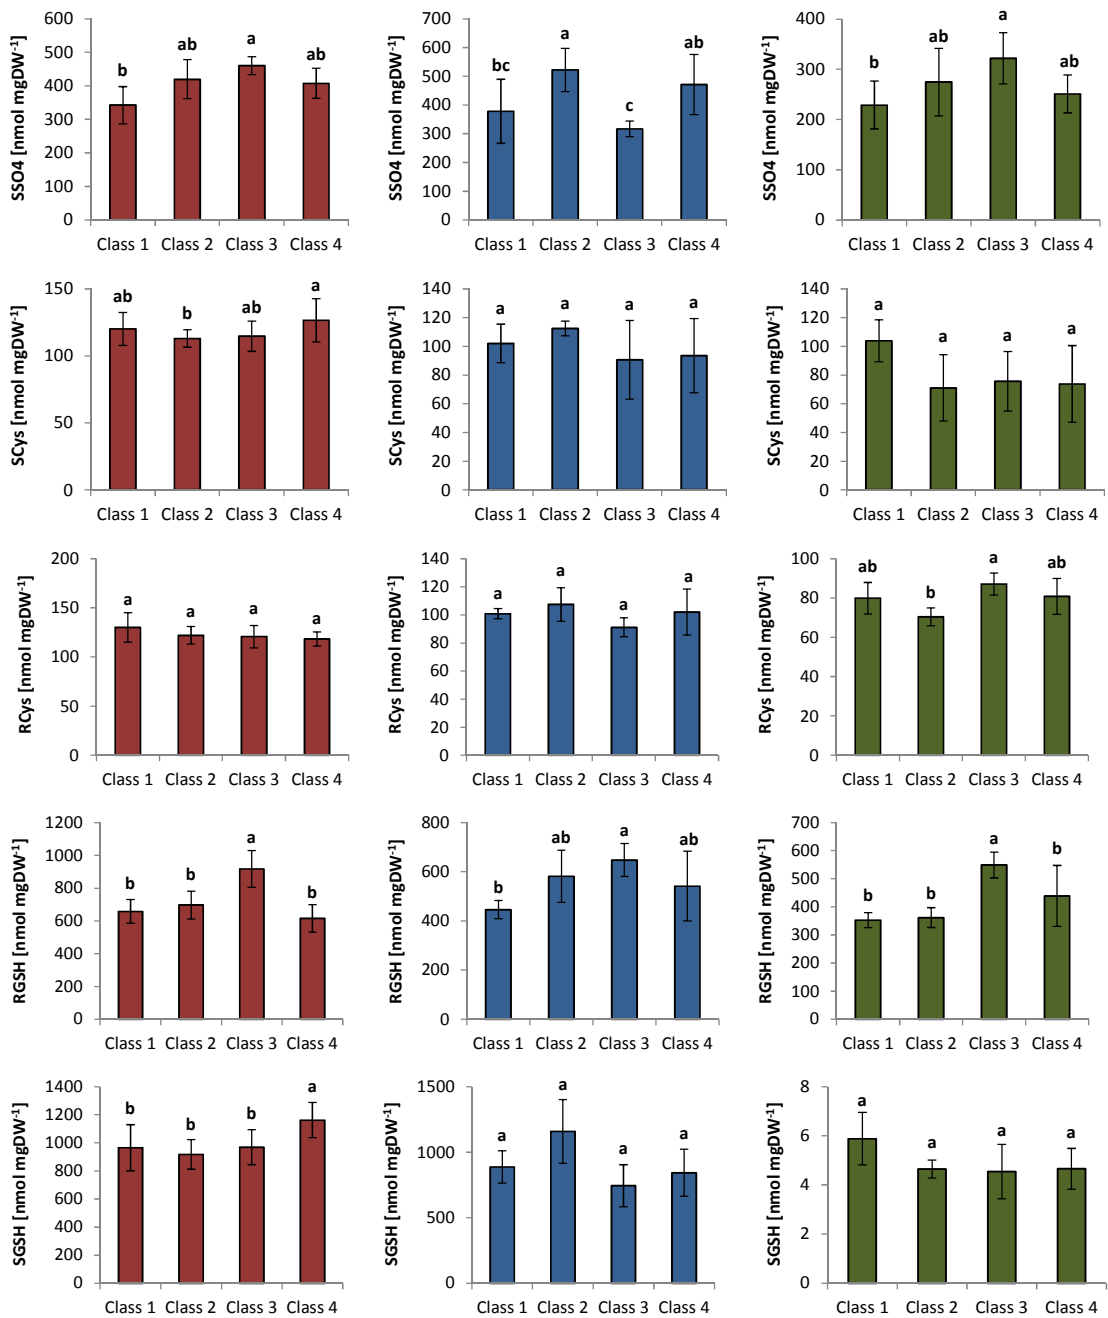 SSO4 [nmol mgDW⁻¹]
600
500
400
300
200
100
0
b
ab
a
ab
Class 1 Class 2 Class 3 Class 4
SSO4 [nmol mgDW⁻¹]
700
600
500
400
300
200
100
0
bc
a
c
ab
Class 1 Class 2 Class 3 Class 4
SSO4 [nmol mgDW⁻¹]
400
300
200
100
0
b
ab
a
ab
Class 1 Class 2 Class 3 Class 4
SCys [nmol mgDW⁻¹]
150
100
50
0
ab
b
ab
a
Class 1 Class 2 Class 3 Class 4
SCys [nmol mgDW⁻¹]
140
120
100
80
60
40
20
0
a
a
a
a
Class 1 Class 2 Class 3 Class 4
SCys [nmol mgDW⁻¹]
140
120
100
80
60
40
20
0
a
a
a
a
Class 1 Class 2 Class 3 Class 4
RCys [nmol mgDW⁻¹]
200
150
100
50
0
a
a
a
a
Class 1 Class 2 Class 3 Class 4
RCys [nmol mgDW⁻¹]
140
120
100
80
60
40
20
0
a
a
a
a
Class 1 Class 2 Class 3 Class 4
RCys [nmol mgDW⁻¹]
100
80
60
40
20
0
ab
b
a
ab
Class 1 Class 2 Class 3 Class 4
RGSH [nmol mgDW⁻¹]
1200
1000
800
600
400
200
0
b
b
a
b
Class 1 Class 2 Class 3 Class 4
RGSH [nmol mgDW⁻¹]
800
600
400
200
0
b
ab
a
ab
Class 1 Class 2 Class 3 Class 4
RGSH [nmol mgDW⁻¹]
700
600
500
400
300
200
100
0
b
b
a
b
Class 1 Class 2 Class 3 Class 4
SGSH [nmol mgDW⁻¹]
1400
1200
1000
800
600
400
200
0
b
b
b
a
Class 1 Class 2 Class 3 Class 4
SGSH [nmol mgDW⁻¹]
1500
1000
500
0
a
a
a
a
Class 1 Class 2 Class 3 Class 4
SGSH [nmol mgDW⁻¹]
8
6
4
2
0
a
a
a
a
Class 1 Class 2 Class 3 Class 4